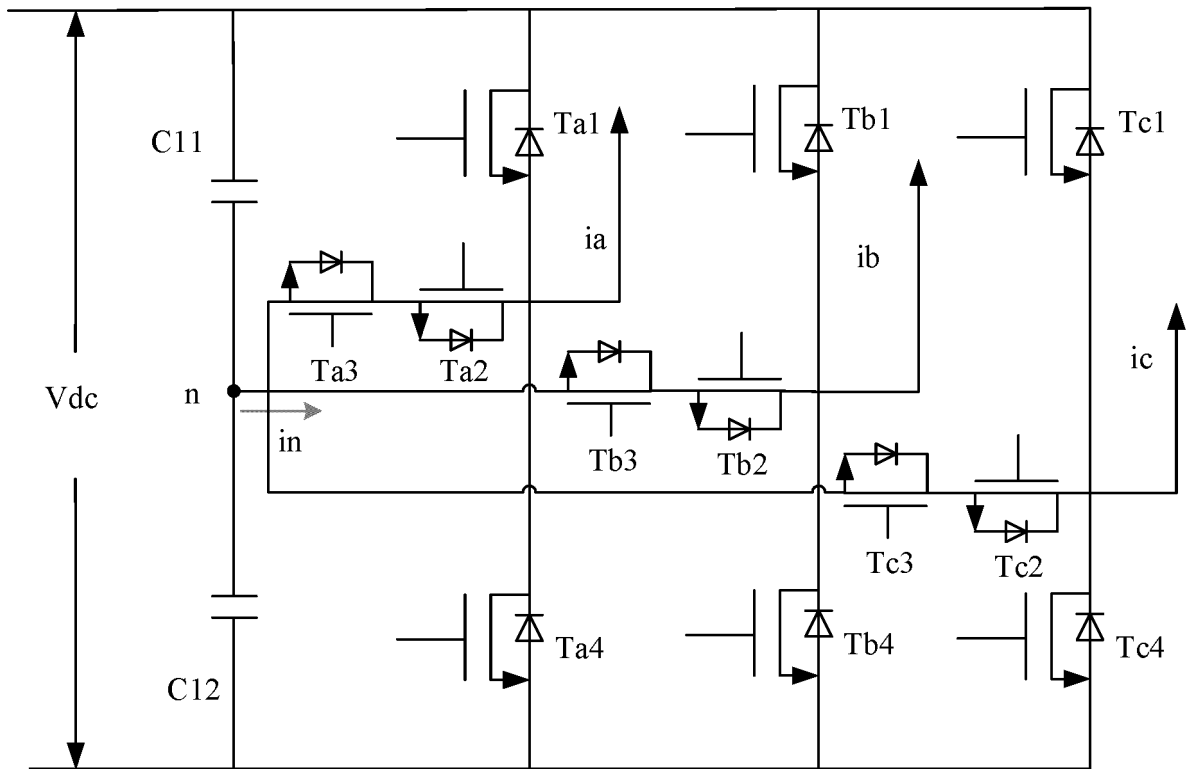 Ta1
Tb1
Tc1
C11
ia
ib
ic
Ta3
Ta2
Vdc
n
in
Tb3
Tb2
Tc3
Tc2
C12
Ta4
Tb4
Tc4